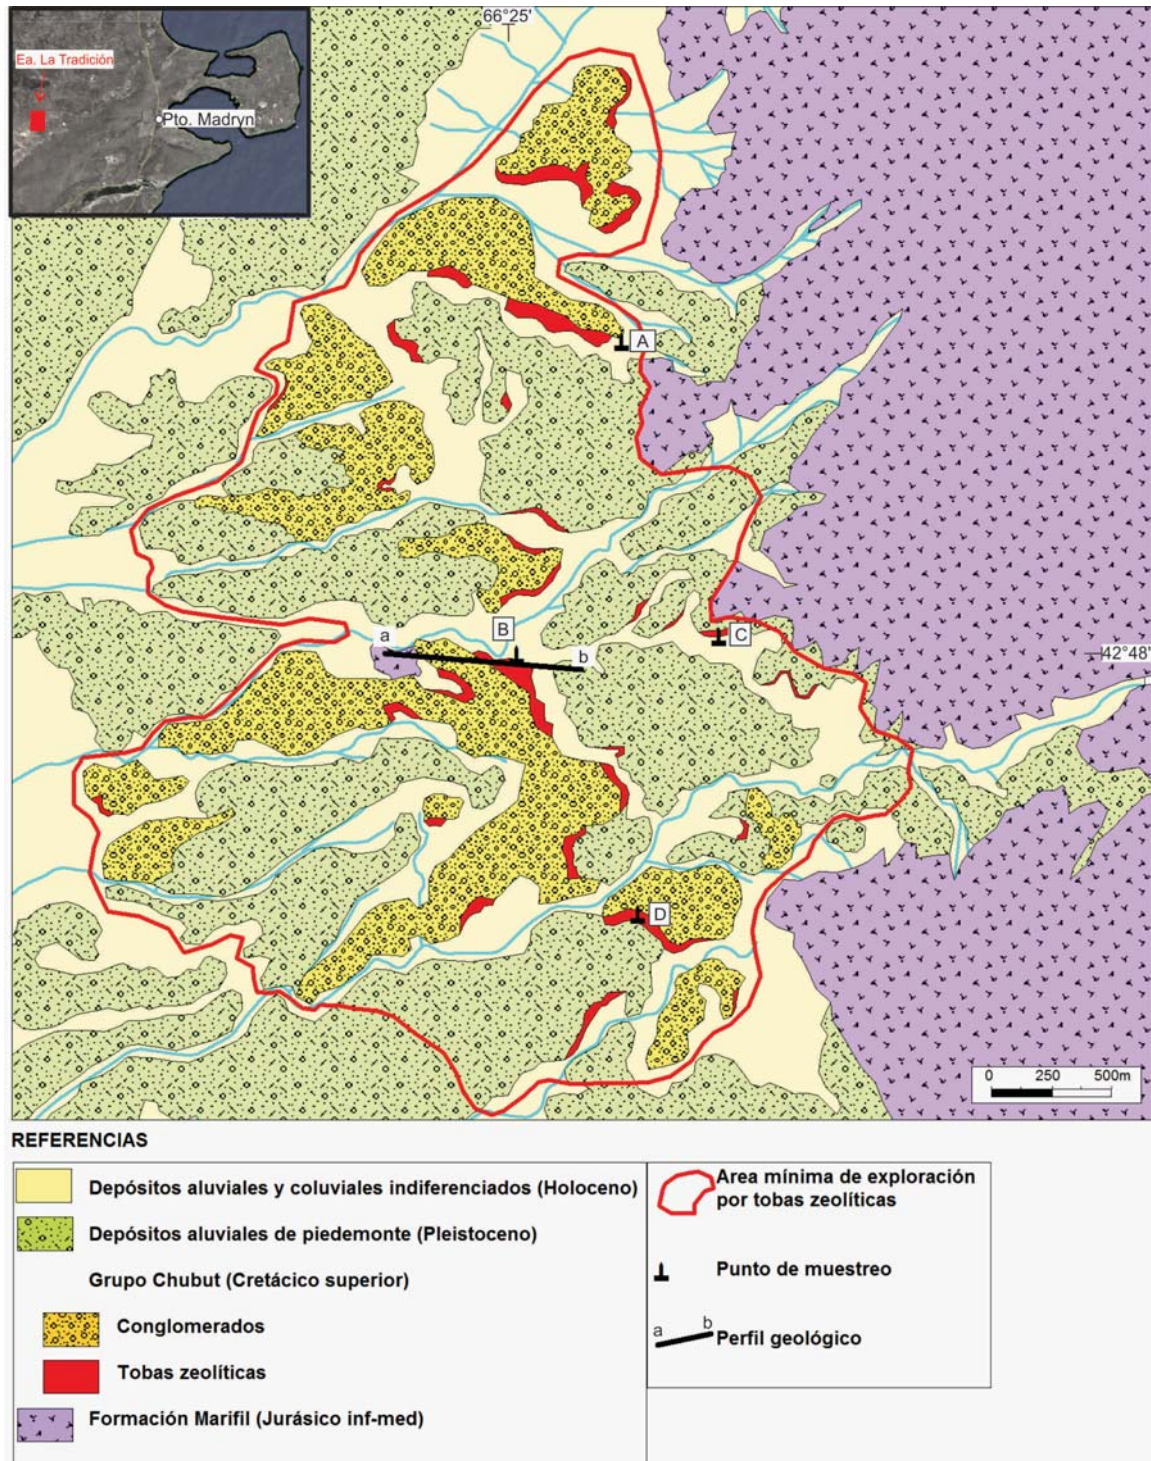 66°25'
Ea. La Tradición
Pto. Madryn
A
B
a
b
C
42°48'
D
0 250 500m
REFERENCIAS
Depósitos aluviales y coluviales indiferenciados (Holoceno)
Depósitos aluviales de piedemonte (Pleistoceno)
Grupo Chubut (Cretácico superior)
Conglomerados
Tobas zeolíticas
Formación Marifil (Jurásico inf-med)
Area mínima de exploración
por tobas zeolíticas
Punto de muestreo
a b
Perfil geológico